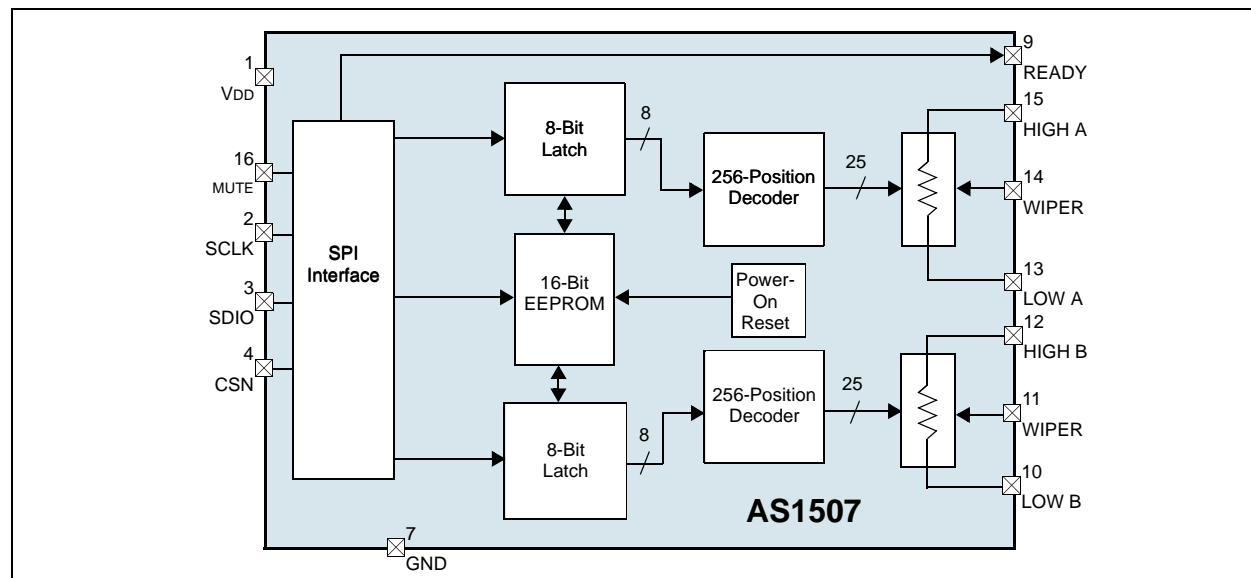 1
VDD
16
MUTE
2
SCLK
3
SDIO
4
CSN
SPI
Interface
8-Bit
Latch
8
256-Position
Decoder
25
16-Bit
EEPROM
Power-
On
Reset
8-Bit
Latch
8
256-Position
Decoder
25
9
READY
15
HIGH A
14
WIPER
13
LOW A
12
HIGH B
11
WIPER
10
LOW B
AS1507
7
GND